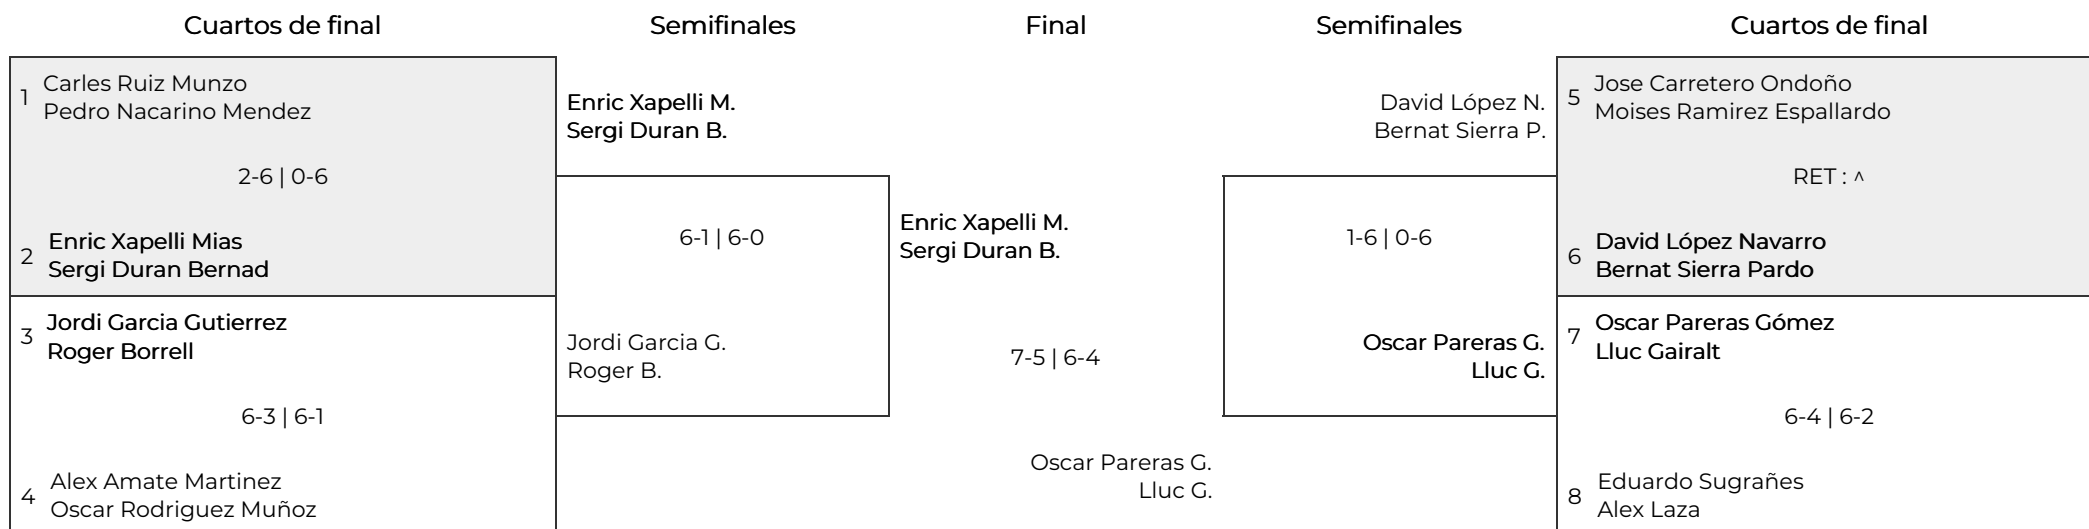 Cuartos de final
Semifinales
Final
Semifinales
Cuartos de final
1
Carles Ruiz Munzo
Pedro Nacarino Mendez
2-6 | 0-6
2
Enric Xapelli Mias
Sergi Duran Bernad
3
Jordi Garcia Gutierrez
Roger Borrell
6-3 | 6-1
4
Alex Amate Martinez
Oscar Rodriguez Muñoz
Enric Xapelli M.
Sergi Duran B.
6-1 | 6-0
Jordi Garcia G.
Roger B.
Enric Xapelli M.
Sergi Duran B.
7-5 | 6-4
Oscar Pareras G.
Lluc G.
David López N.
Bernat Sierra P.
1-6 | 0-6
Oscar Pareras G.
Lluc G.
5
Jose Carretero Ondoño
Moises Ramirez Espallardo
RET : ^
6
David López Navarro
Bernat Sierra Pardo
7
Oscar Pareras Gómez
Lluc Gairalt
6-4 | 6-2
8
Eduardo Sugrañes
Alex Laza